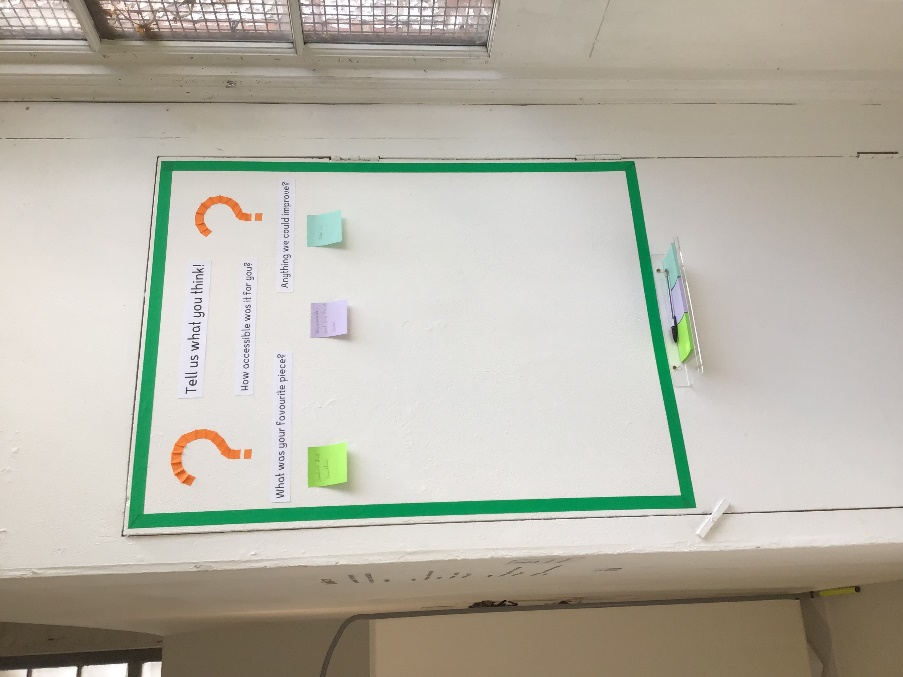 Tell us what you think!
How accessible was it for you?
What was your favourite piece?
Anything we could improve?